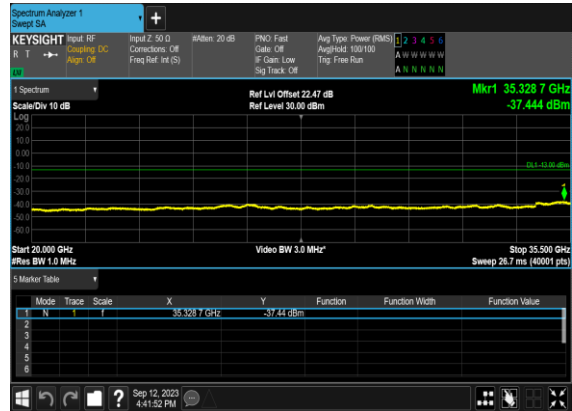 Spectrum Analyzer 1
Swept SA
+
KEYSIGHT Input: RF Input Z: 50 Ω #Atten: 20 dB PNO: Fast Avg Type: Power (RMS) 1 2 3 4 5 6
R T Coupling: DC Corrections: Off Gate: Off Avg|Hold: 100/100 A W W W W W
Align: Off Freq Ref: Int (S) IF Gain: Low Trig: Free Run
Sig Track: Off A N N N N N
1 Spectrum Ref Lvl Offset 22.47 dB Mkr1 35.328 7 GHz
Scale/Div 10 dB Ref Level 30.00 dBm -37.444 dBm
Log
20.0
10.0
0.00
-10.0 DL1 -13.00 dBm
-20.0
-30.0 1
-40.0
-50.0
-60.0
Start 20.000 GHz Video BW 3.0 MHz* Stop 35.500 GHz
#Res BW 1.0 MHz Sweep 26.7 ms (40001 pts)
5 Marker Table
Mode Trace Scale X Y Function Function Width Function Value
1 N 1 f 35.328 7 GHz -37.44 dBm
2
3
4
5
6
? Sep 12, 2023
4:41:52 PM